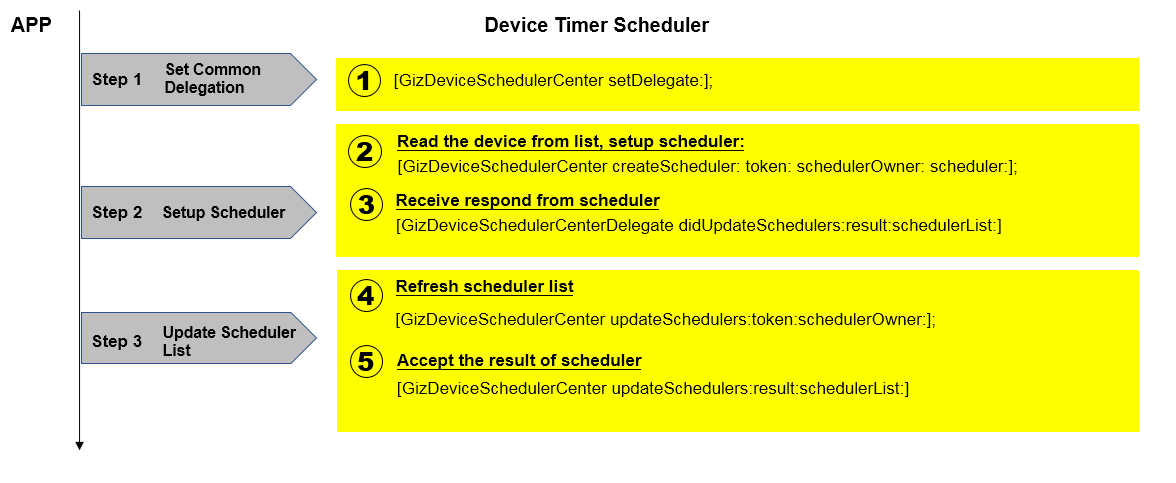 APP
Device Timer Scheduler
Step 1
Set Common
Delegation
1
[GizDeviceSchedulerCenter setDelegate:];
2
Read the device from list, setup scheduler:
[GizDeviceSchedulerCenter createScheduler: token: schedulerOwner: scheduler:];
Step 2
Setup Scheduler
3
Receive respond from scheduler
[GizDeviceSchedulerCenterDelegate didUpdateSchedulers:result:schedulerList:]
Step 3
Update Scheduler
List
4
Refresh scheduler list
[GizDeviceSchedulerCenter updateSchedulers:token:schedulerOwner:];
5
Accept the result of scheduler
[GizDeviceSchedulerCenter updateSchedulers:result:schedulerList:]